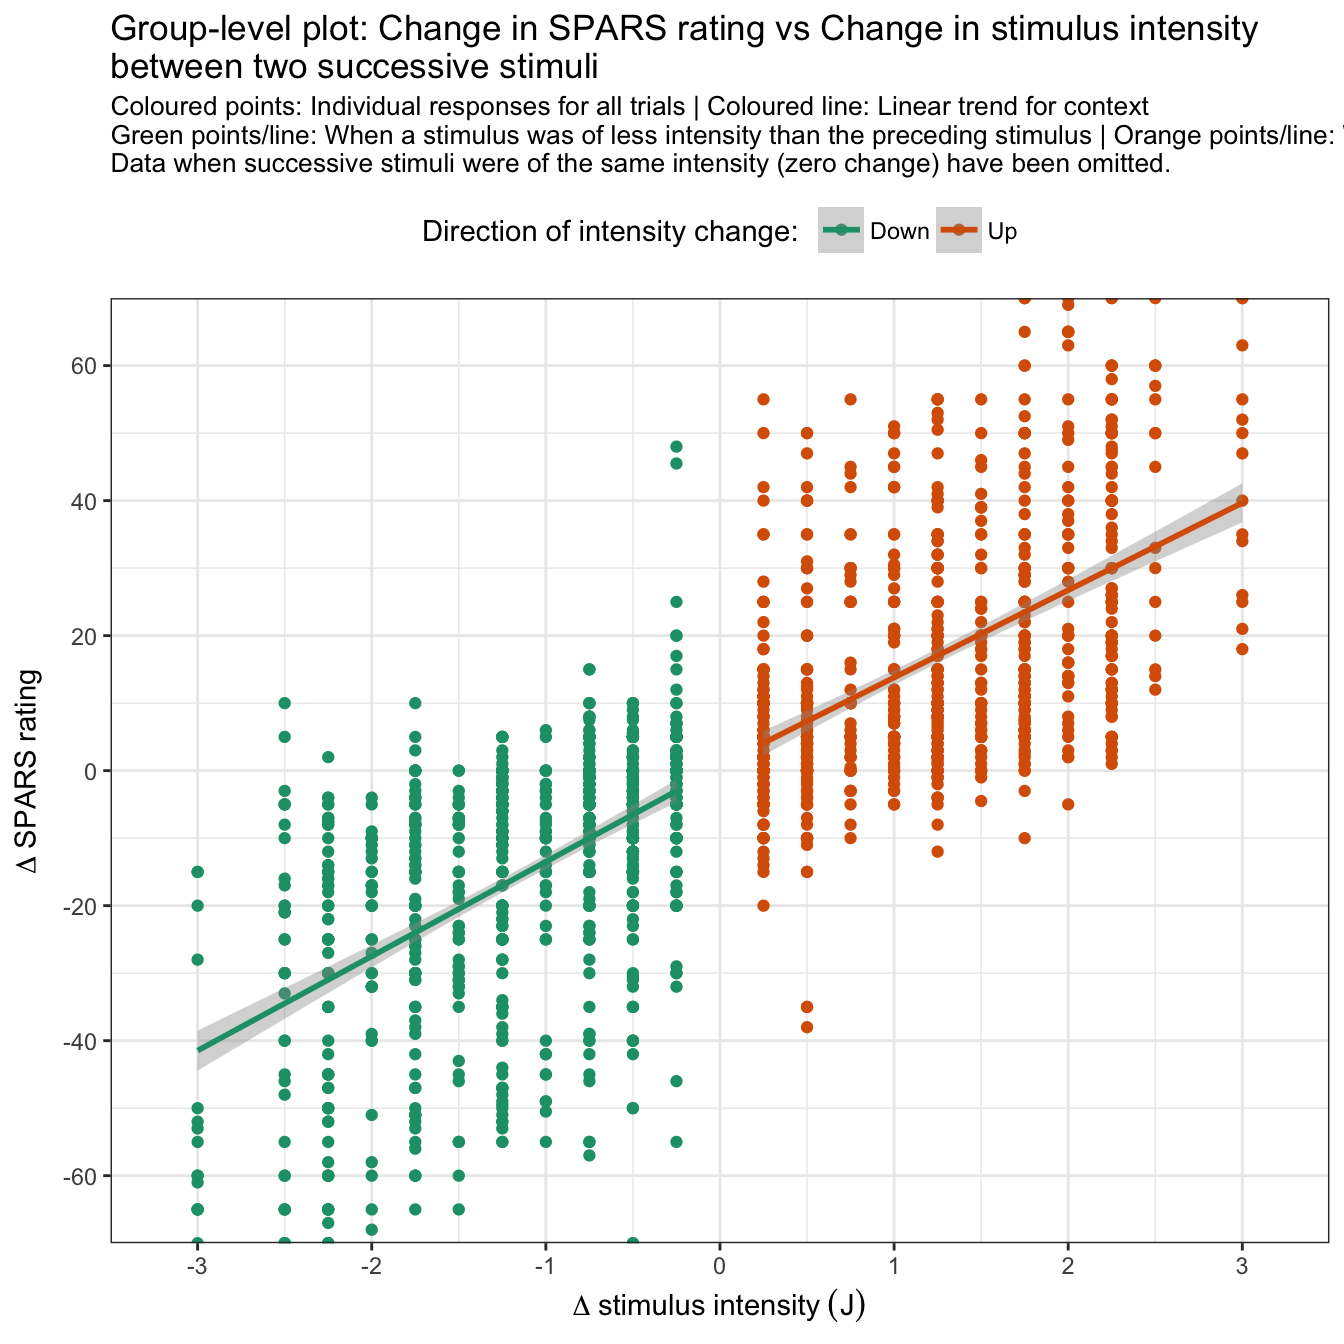 Group-level plot: Change in SPARS rating vs Change in stimulus intensity
between two successive stimuli
Coloured points: Individual responses for all trials | Coloured line: Linear trend for context
Green points/line: When a stimulus was of less intensity than the preceding stimulus | Orange points/line:
Data when successive stimuli were of the same intensity (zero change) have been omitted.
Direction of intensity change: Down Up
60
40
20
0
-20
-40
-60
Δ SPARS rating
-3 -2 -1 0 1 2 3
Δ stimulus intensity (J)